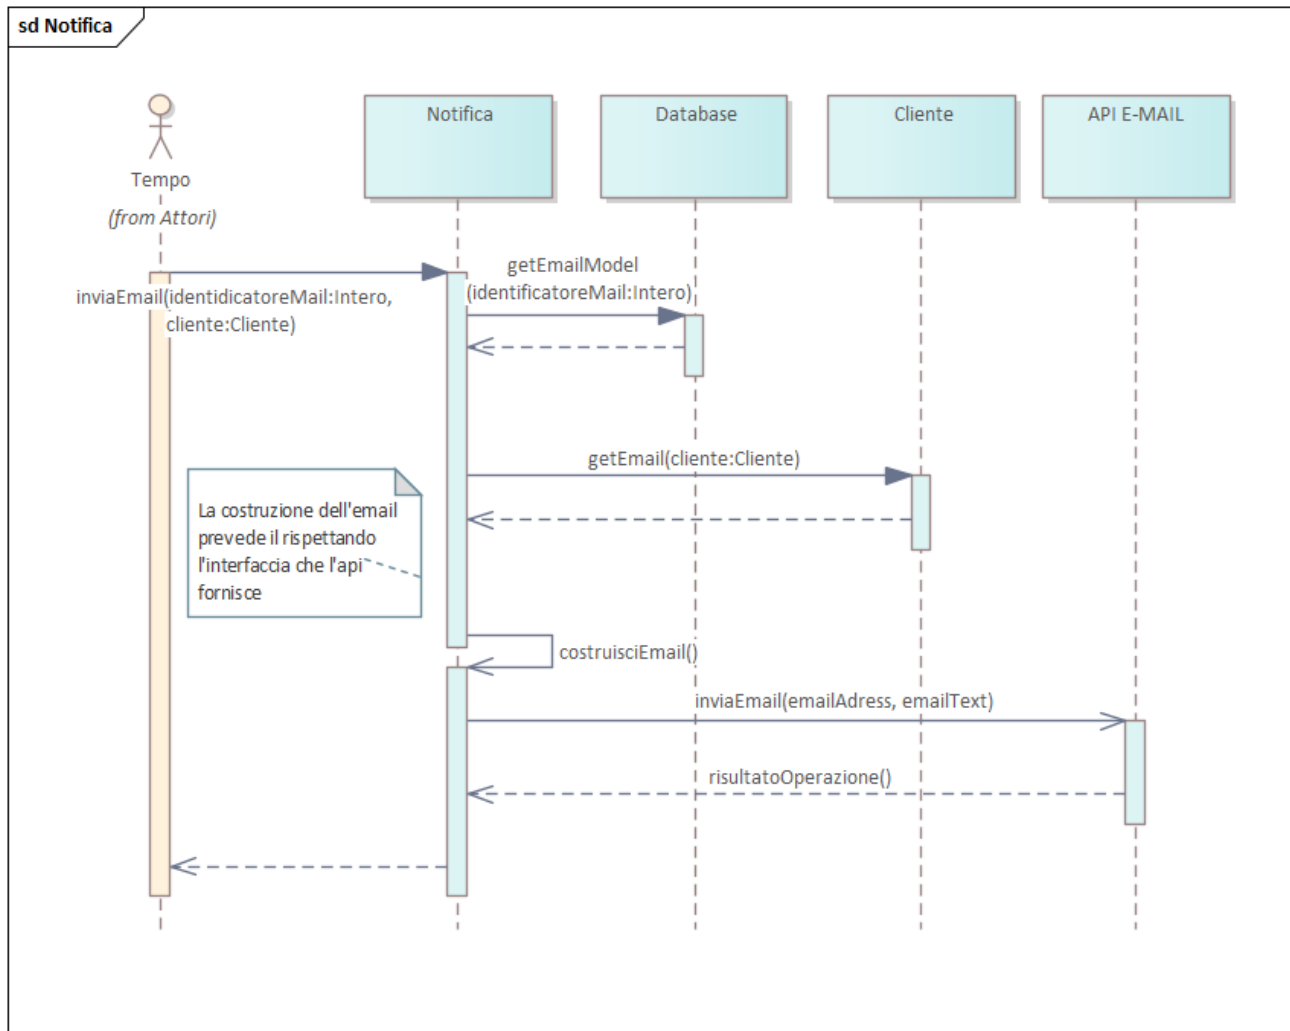 sd Notifica
Notifica
Database
Cliente
API E-MAIL
Tempo
(from Attori)
inviaEmail(identidicatoreMail:Intero,
cliente:Cliente)
getEmailModel
(identificatoreMail:Intero)
getEmail(cliente:Cliente)
La costruzione dell'email
prevede il rispettando
l'interfaccia che l'api
fornisce
costruisciEmail()
inviaEmail(emailAdress, emailText)
risultatoOperazione()